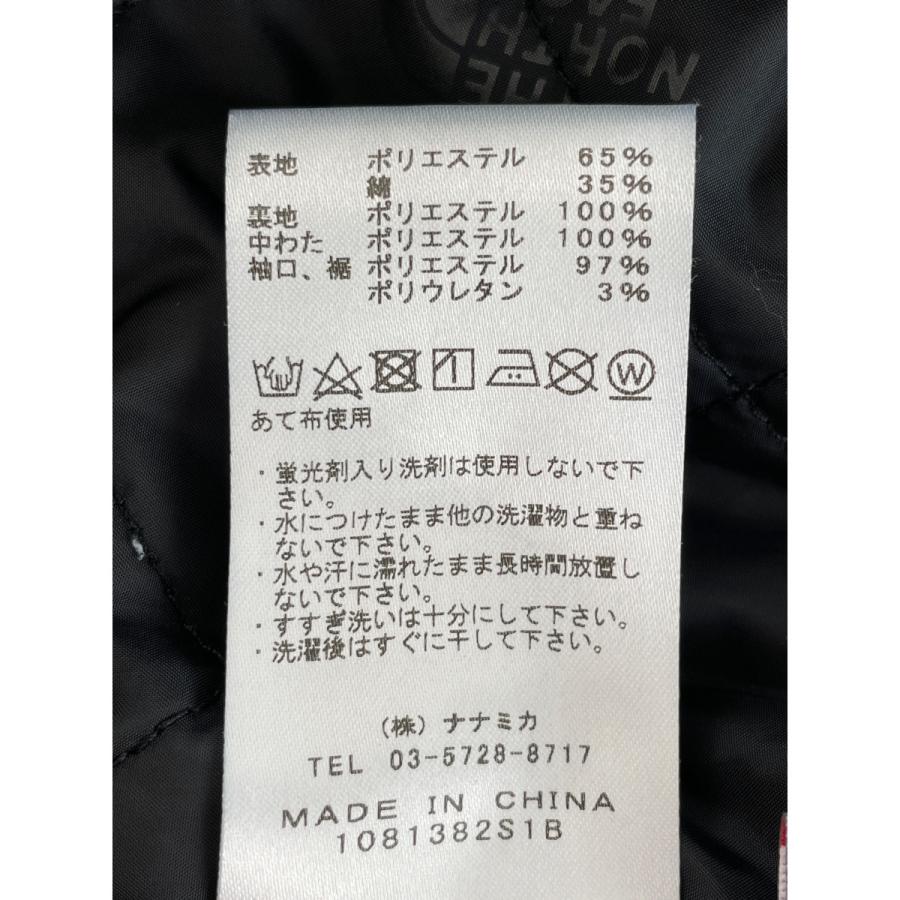 THE
NORTH
FA
表地 ポリエステル 65%
綿 35%
裏地 ポリエステル 100%
中わた ポリエステル 100%
袖口、裾 ポリエステル 97%
ポリウレタン 3%
W
あて布使用
・蛍光剤入り洗剤は使用しないで下
さい。
・水につけたまま他の洗濯物と重ね
ないで下さい。
・水や汗に濡れたまま長時間放置し
ないで下さい。
・すすぎ洗いは十分にして下さい。
・洗濯後はすぐに干して下さい。
(株) ナナミカ
TEL 03-5728-8717
MADE IN CHINA
1081382S1B